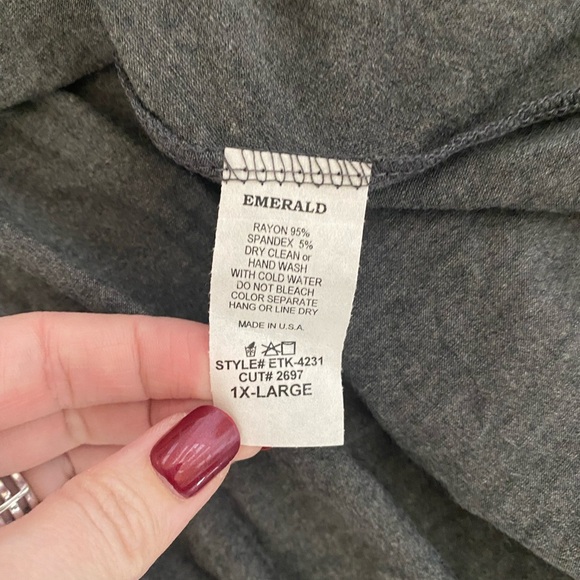 EMERALD
RAYON 95%
SPANDEX 5%
DRY CLEAN or
HAND WASH
WITH COLD WATER
DO NOT BLEACH
COLOR SEPARATE
HANG OR LINE DRY
MADE IN U.S.A.
STYLE# ETK-4231
CUT# 2697
1X-LARGE